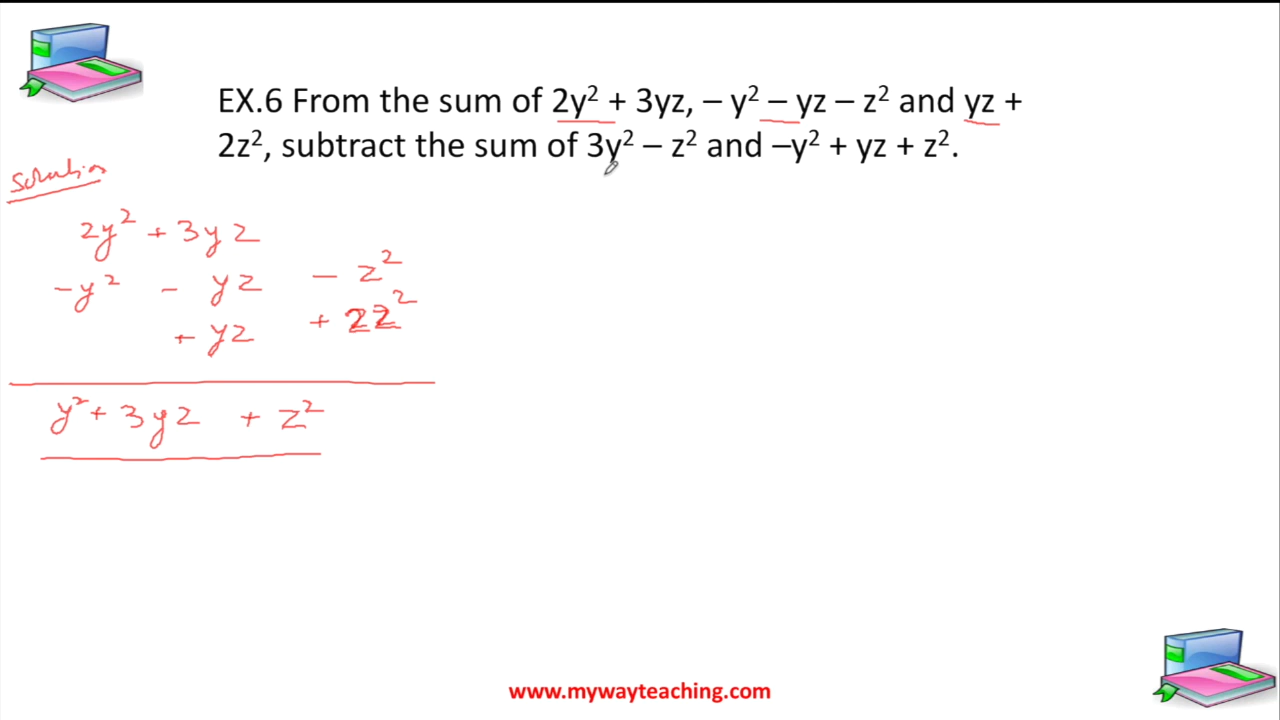 EX.6 From the sum of 2y² + 3yz, – y² – yz – z² and yz +
2z², subtract the sum of 3y² – z² and –y² + yz + z².
Solution
2y² + 3yz
-y² - yz - z²
+ yz + 2z²
y² + 3yz + z²
www.mywayteaching.com